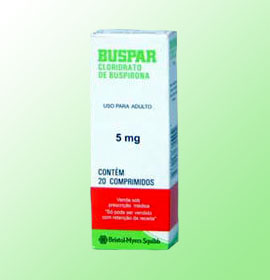 BUSPAR
CLORIDRATO
DE BUSPIRONA
USO PARA ADULTO
5 mg
CONTÉM
20 COMPRIMIDOS
Venda sob
prescrição médica
"Só pode ser vendido
com retenção da receita"
Bristol-Myers Squibb